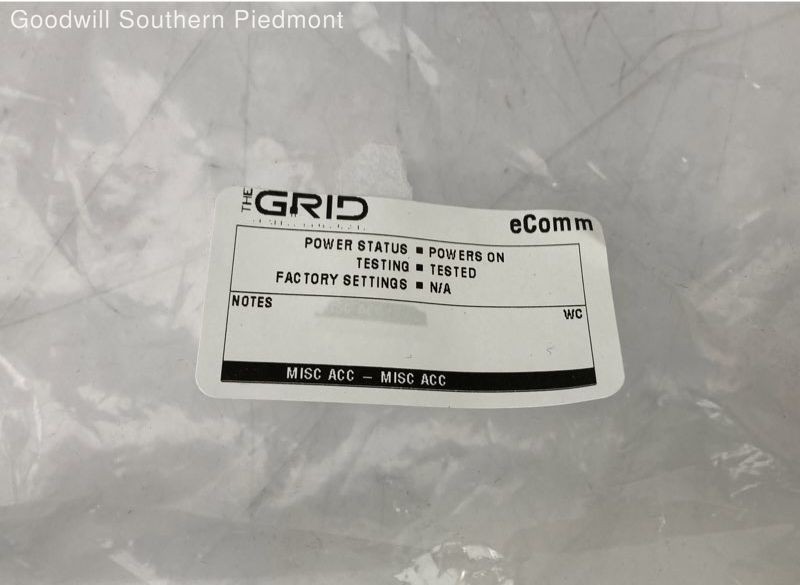 Goodwill Southern Piedmont
THE GRID
eComm
POWER STATUS ▪ POWERS ON
TESTING ▪ TESTED
FACTORY SETTINGS ▪ N/A
NOTES
WC
MISC ACC – MISC ACC